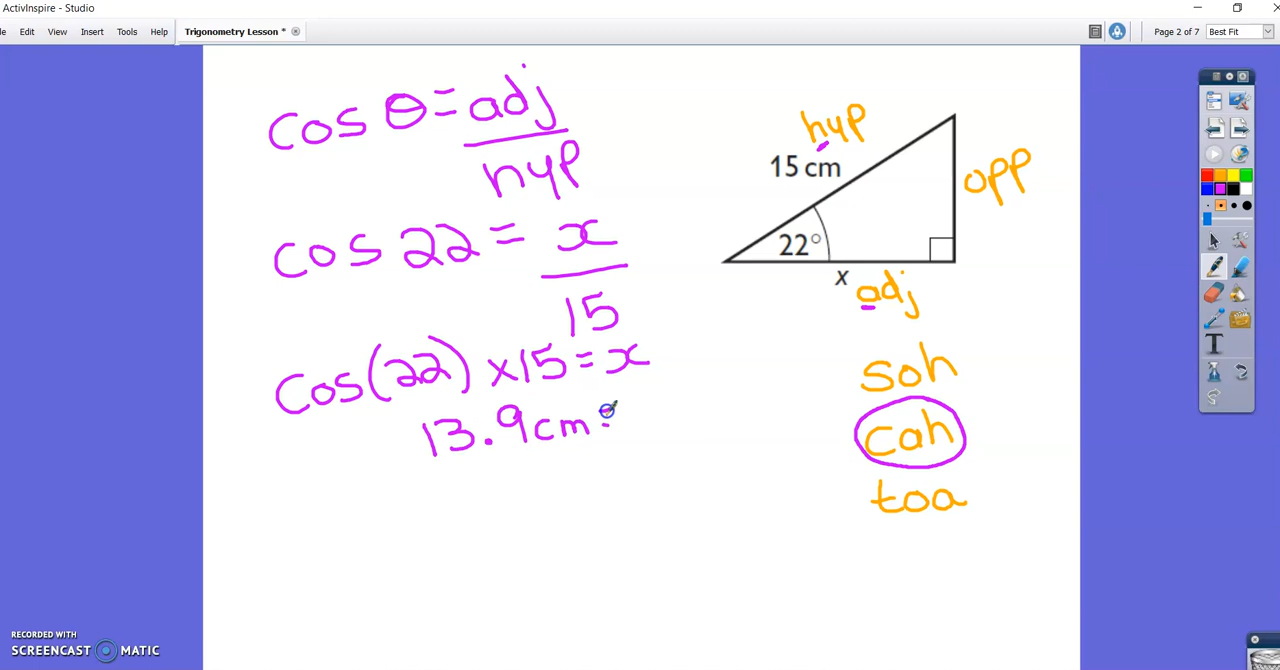 ActivInspire - Studio
Edit View Insert Tools Help Trigonometry Lesson * Page 2 of 7 Best Fit
cos θ = adj
hyp
cos 22 = x
15
cos(22) ×15 = x
13.9cm =
hyp
15 cm
opp
22°
x
adj
soh
cah
toa
T
RECORDED WITH
SCREENCAST MATIC